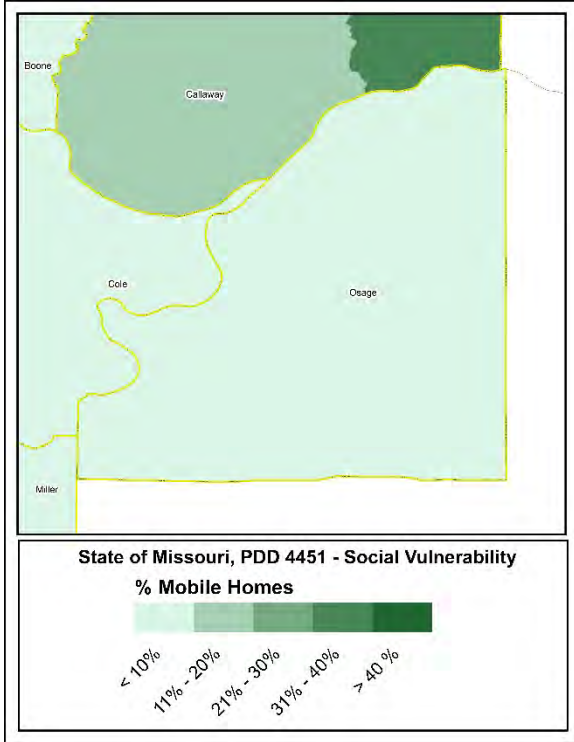 Boone
Callaway
Cole
Osage
Miller
State of Missouri, PDD 4451 - Social Vulnerability
% Mobile Homes
< 10%
11% - 20%
21% - 30%
31% - 40%
> 40 %